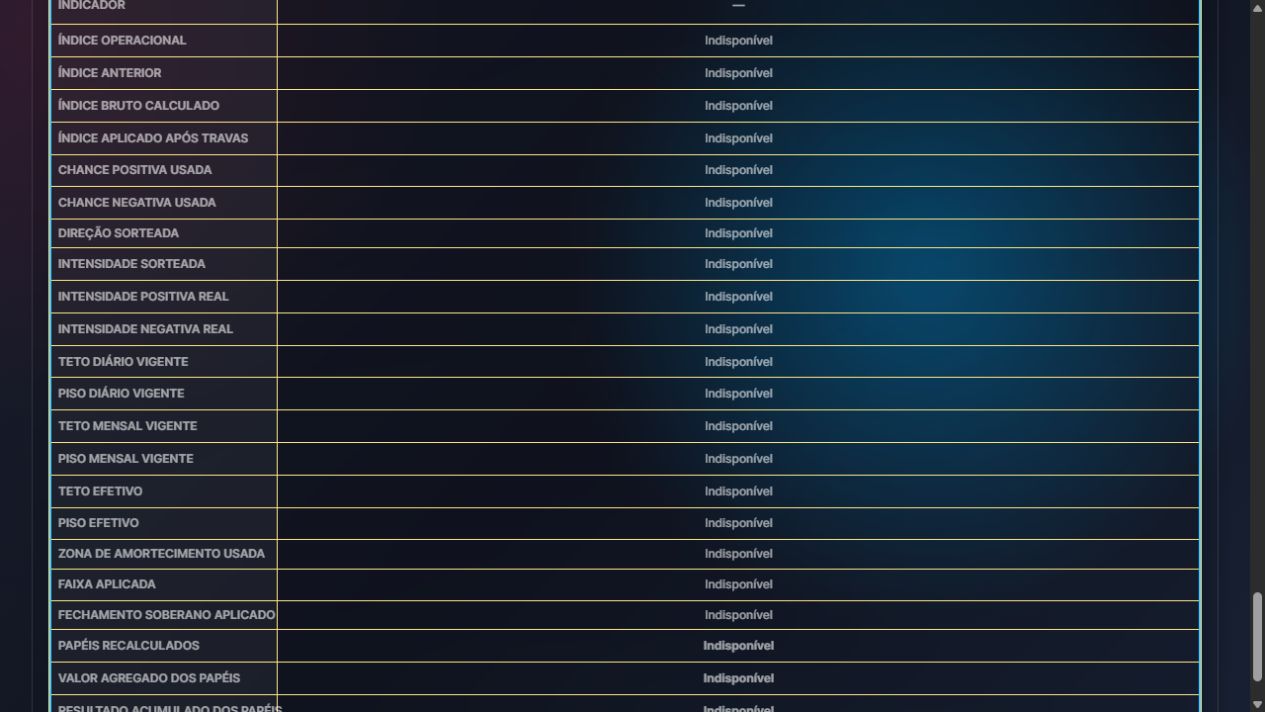 INDICADOR —
ÍNDICE OPERACIONAL Indisponível
ÍNDICE ANTERIOR Indisponível
ÍNDICE BRUTO CALCULADO Indisponível
ÍNDICE APLICADO APÓS TRAVAS Indisponível
CHANCE POSITIVA USADA Indisponível
CHANCE NEGATIVA USADA Indisponível
DIREÇÃO SORTEADA Indisponível
INTENSIDADE SORTEADA Indisponível
INTENSIDADE POSITIVA REAL Indisponível
INTENSIDADE NEGATIVA REAL Indisponível
TETO DIÁRIO VIGENTE Indisponível
PISO DIÁRIO VIGENTE Indisponível
TETO MENSAL VIGENTE Indisponível
PISO MENSAL VIGENTE Indisponível
TETO EFETIVO Indisponível
PISO EFETIVO Indisponível
ZONA DE AMORTECIMENTO USADA Indisponível
FAIXA APLICADA Indisponível
FECHAMENTO SOBERANO APLICADO Indisponível
PAPÉIS RECALCULADOS Indisponível
VALOR AGREGADO DOS PAPÉIS Indisponível
RESULTADO ACUMULADO DOS PAPÉIS Indisponível